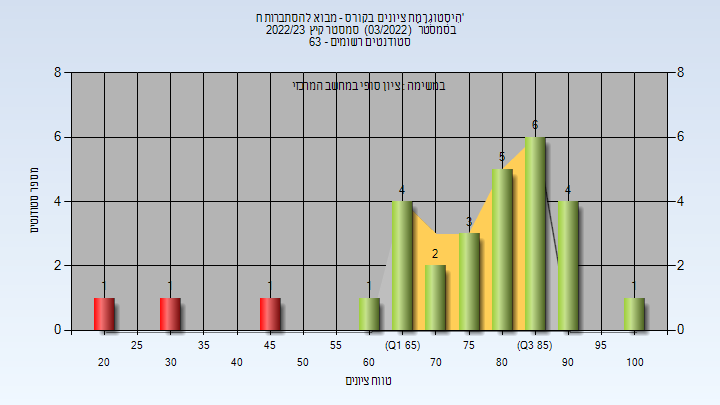 היסטוגרמת ציונים בקורס - מבוא להסתברות ח'
בסמסטר (03/2022) סמסטר קיץ 2022/23
סטודנטים רשומים - 63
במשימה : ציון סופי במחשב המרכזי
מספר סטודנטים
8 8
6 6
4 4
2 2
0 0
1 1 1 1 4 2 3 5 6 4 1
25 35 45 55 (Q1 65) 75 (Q3 85) 95
20 30 40 50 60 70 80 90 100
טווח ציונים